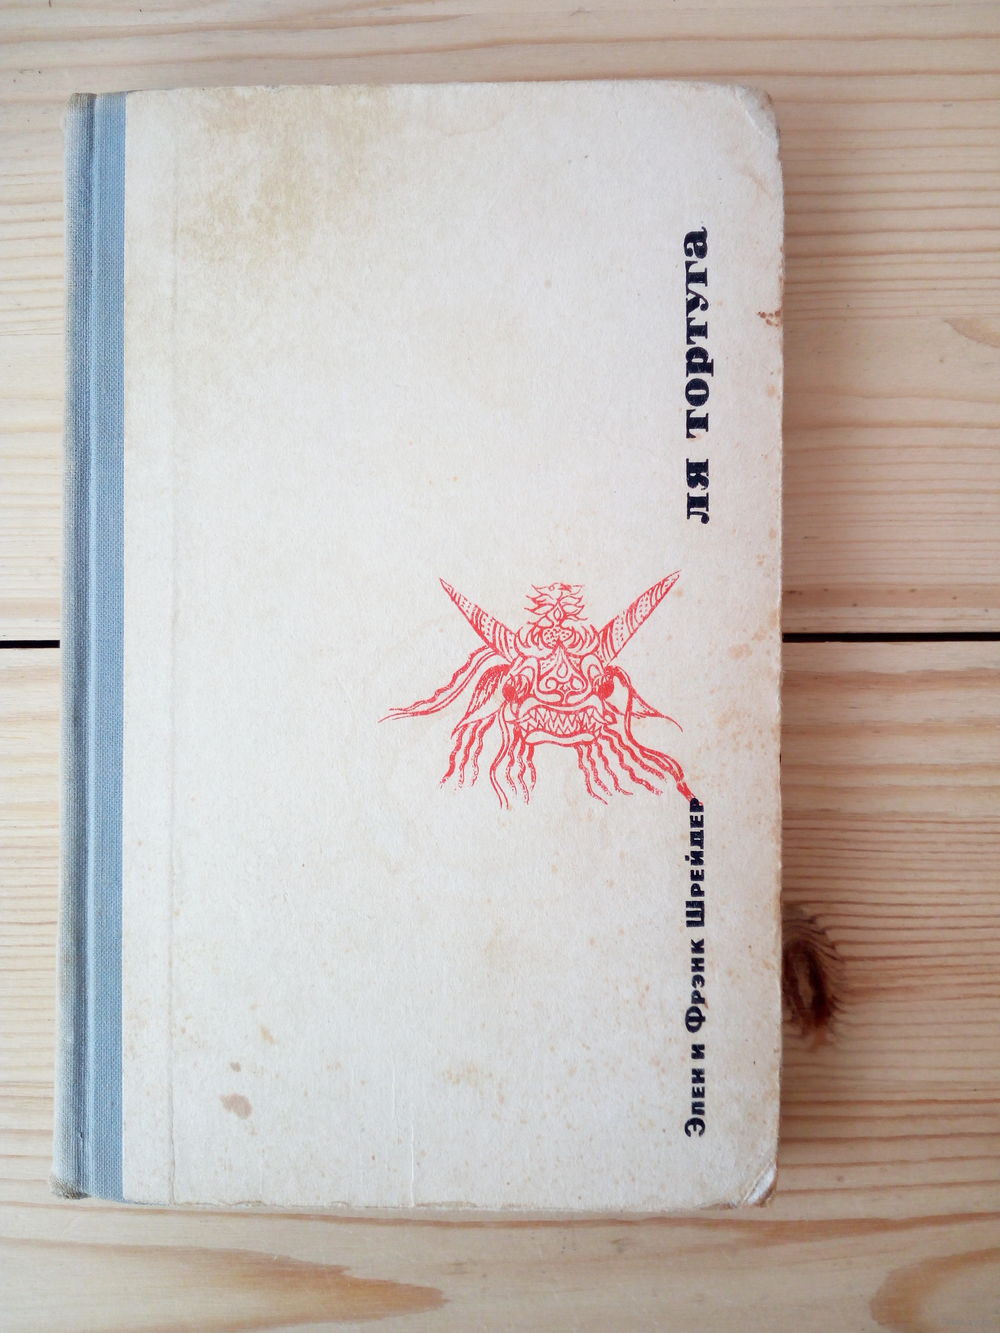 Элен и Фрэнк Шрейдер
ля тортуга